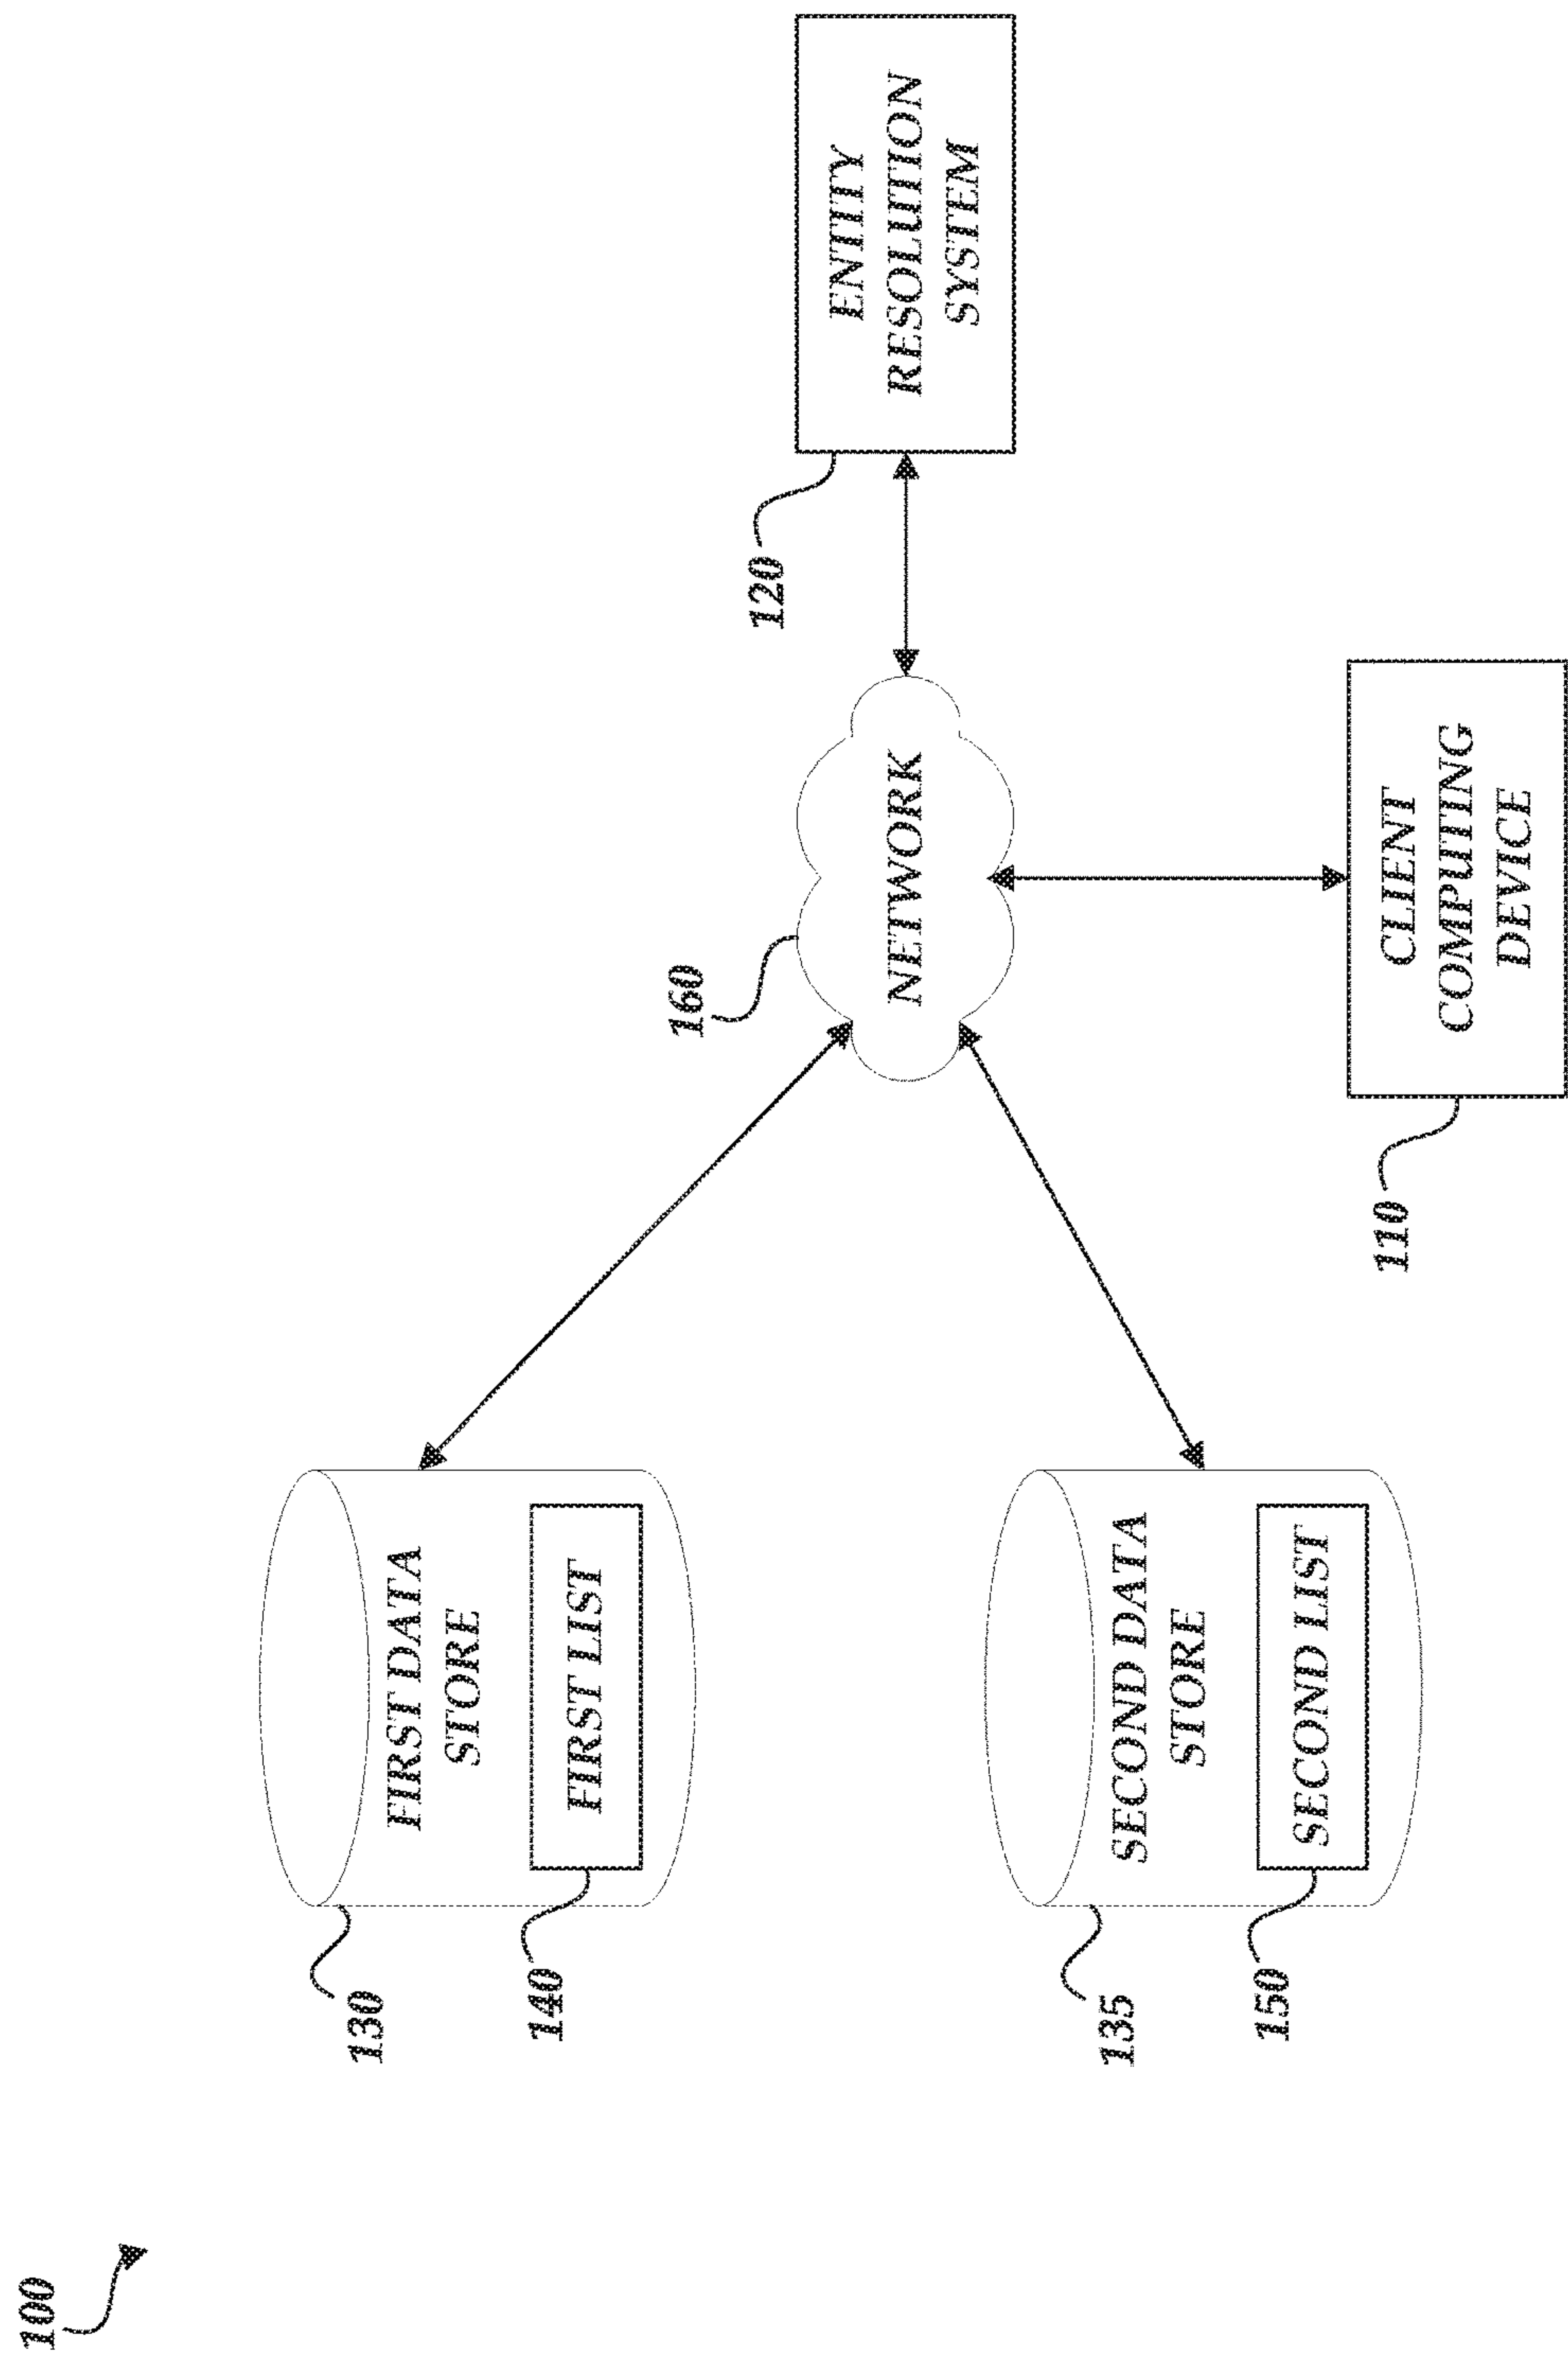 100
130
FIRST DATA
STORE
140
FIRST LIST
160
NETWORK
120
ENTITY
RESOLUTION
SYSTEM
135
SECOND DATA
STORE
150
SECOND LIST
110
CLIENT
COMPUTING
DEVICE